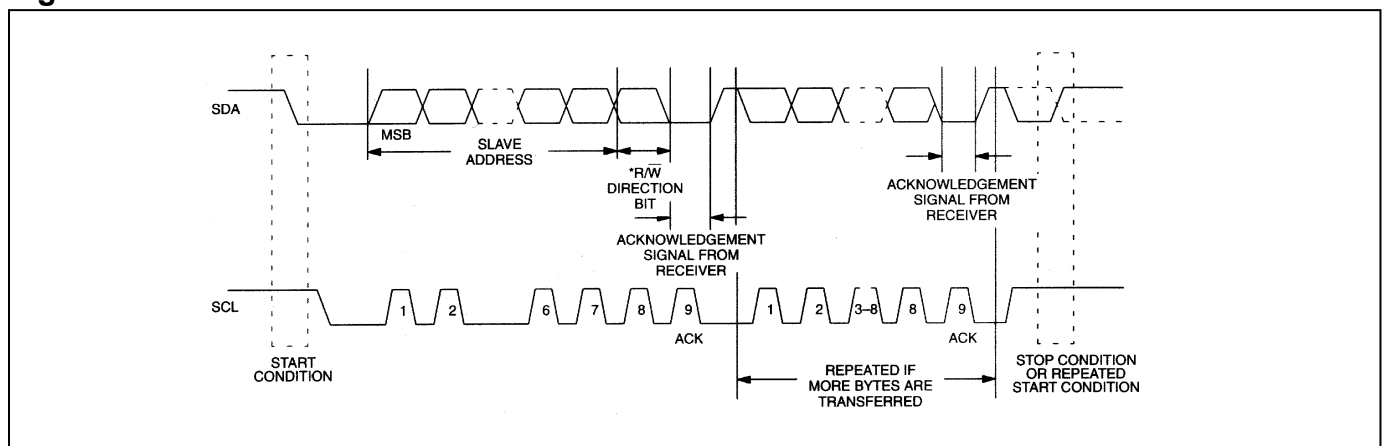 SDA
MSB
SLAVE
ADDRESS
*R/W̅
DIRECTION
BIT
ACKNOWLEDGEMENT
SIGNAL FROM
RECEIVER
ACKNOWLEDGEMENT
SIGNAL FROM
RECEIVER
SCL
1 2 6 7 8 9 1 2 3–8 8 9
ACK ACK
START
CONDITION
REPEATED IF
MORE BYTES ARE
TRANSFERRED
STOP CONDITION
OR REPEATED
START CONDITION